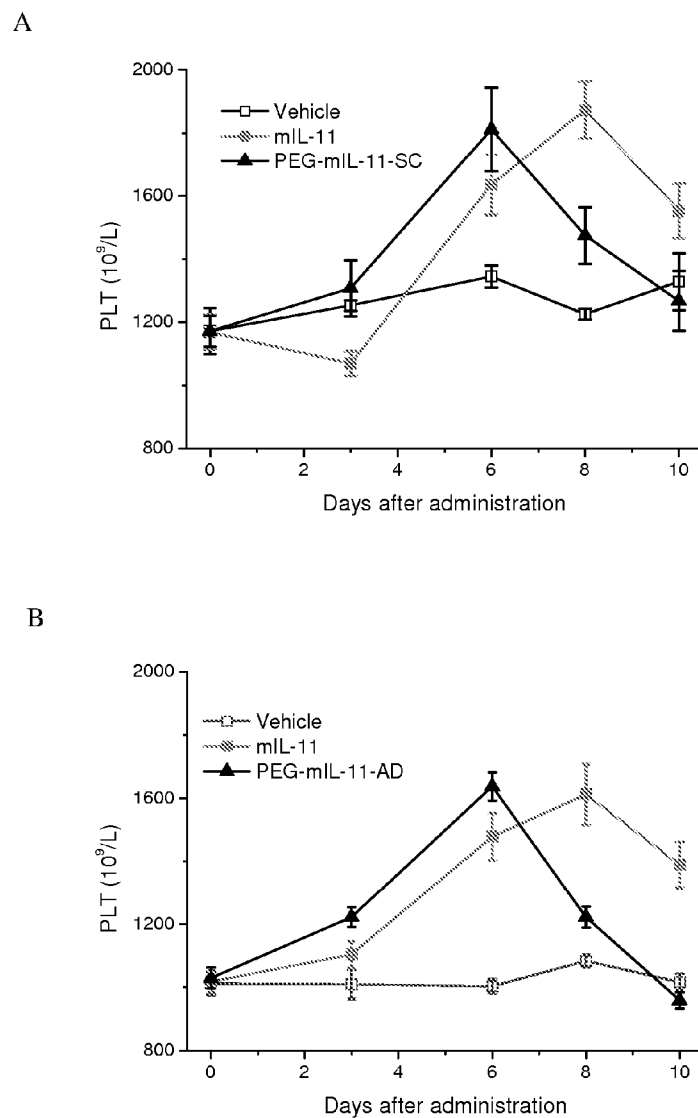 A
2000
1600
1200
800
PLT (10⁹/L)
Vehicle
mIL-11
PEG-mIL-11-SC
0 2 4 6 8 10
Days after administration
B
2000
1600
1200
800
PLT (10⁹/L)
Vehicle
mIL-11
PEG-mIL-11-AD
0 2 4 6 8 10
Days after administration